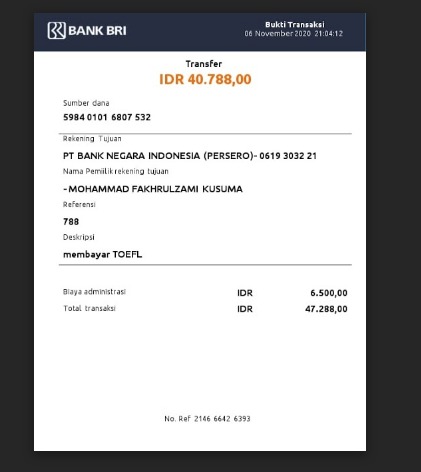 BANK BRI
Bukti Transaksi
06 November 2020 21:04:12
Transfer
IDR 40.788,00
Sumber dana
5984 0101 6807 532
Rekening Tujuan
PT BANK NEGARA INDONESIA (PERSERO)- 0619 3032 21
Nama Pemiilik rekening tujuan
- MOHAMMAD FAKHRULZAMI KUSUMA
Referensi
788
Deskripsi
membayar TOEFL
Biaya administrasi IDR 6.500,00
Total transaksi IDR 47.288,00
No. Ref 2146 6642 6393